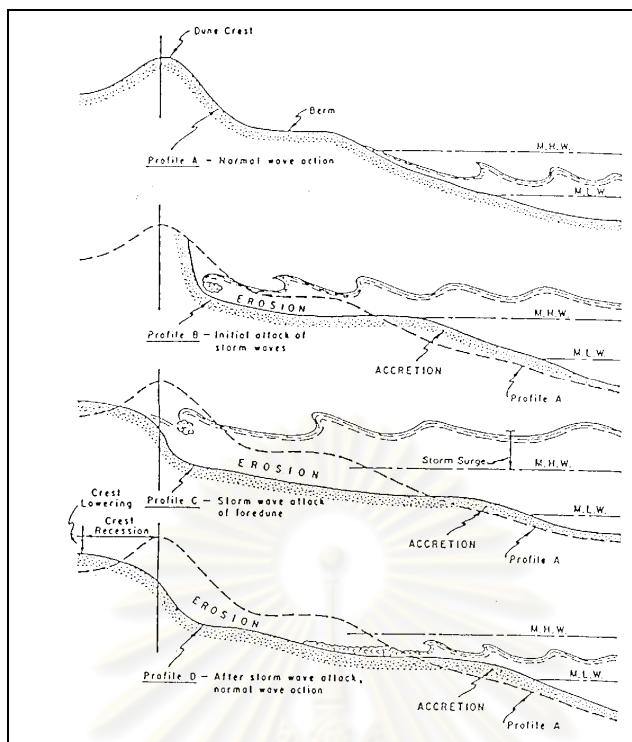 Dune Crest
Berm
M.H.W.
Profile A – Normal wave action
M.L.W.
EROSION
M.H.W.
Profile B – Initial attack of
storm waves
M.L.W.
ACCRETION
Profile A
Storm Surge
EROSION
M.H.W.
Crest
Lowering
Profile C – Storm wave attack
of foredune
Crest
Recession
M.L.W.
ACCRETION
Profile A
EROSION
M.H.W.
Profile D – After storm wave attack,
normal wave action
M.L.W.
ACCRETION
Profile A